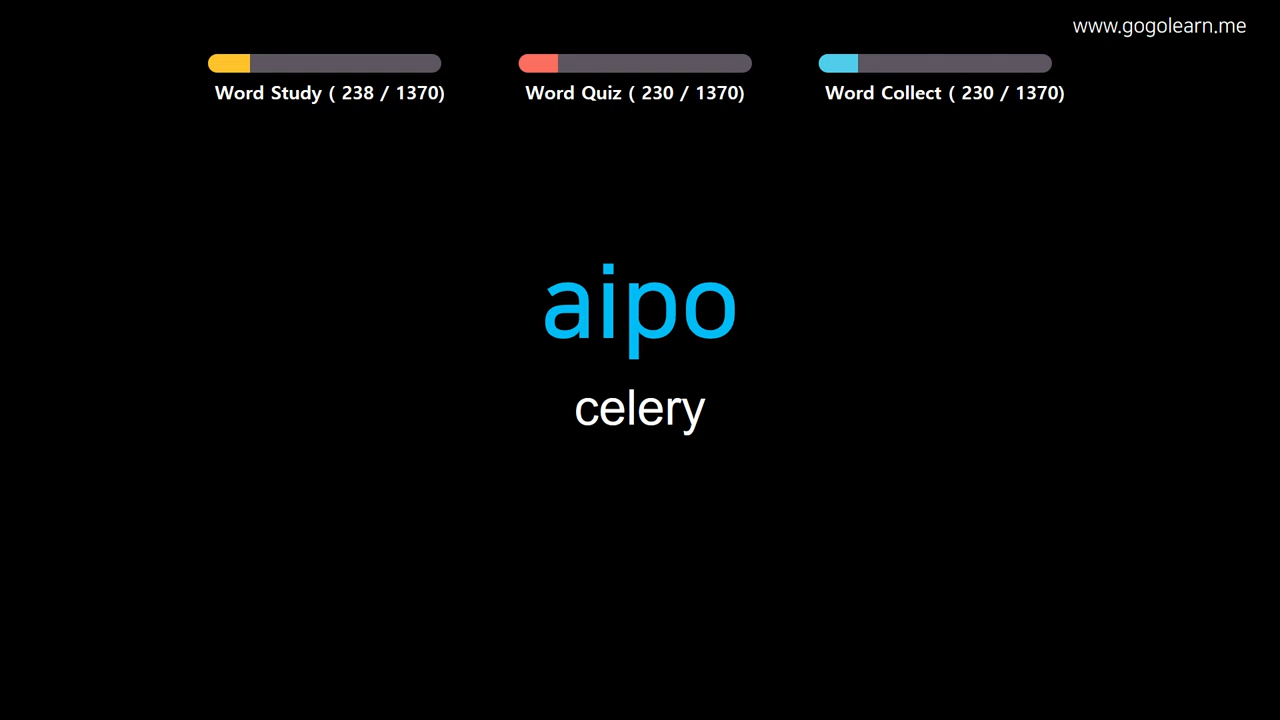 www.gogolearn.me
Word Study ( 238 / 1370)
Word Quiz ( 230 / 1370)
Word Collect ( 230 / 1370)
aipo
celery